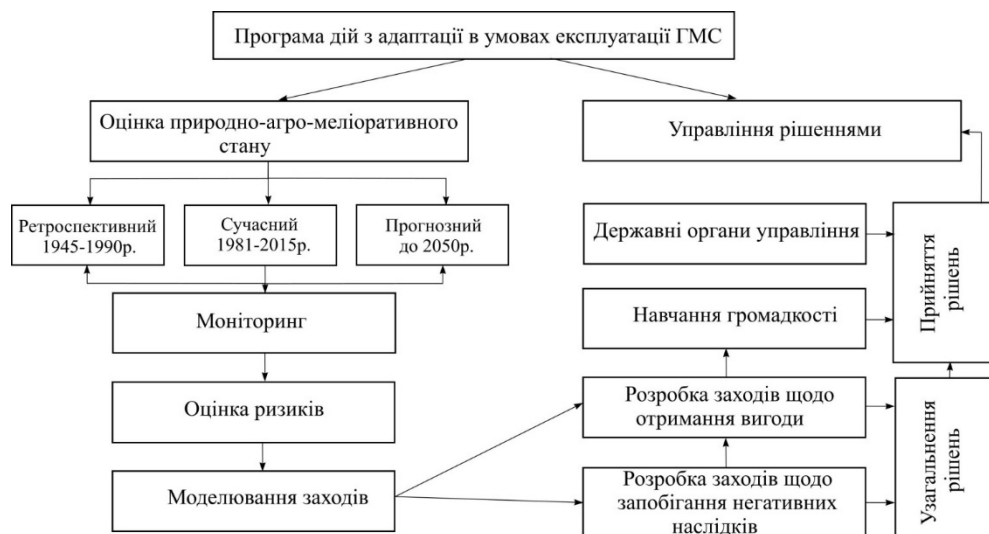 Програма дій з адаптації в умовах експлуатації ГМС
Оцінка природно-агро-меліоративного
стану
Управління рішеннями
Ретроспективний
1945-1990р.
Сучасний
1981-2015р.
Прогнозний
до 2050р.
Державні органи управління
Прийняття
рішень
Моніторинг
Навчання громадкості
Оцінка ризиків
Розробка заходів щодо
отримання вигоди
Узагальнення
рішень
Моделювання заходів
Розробка заходів щодо
запобігання негативних
наслідків